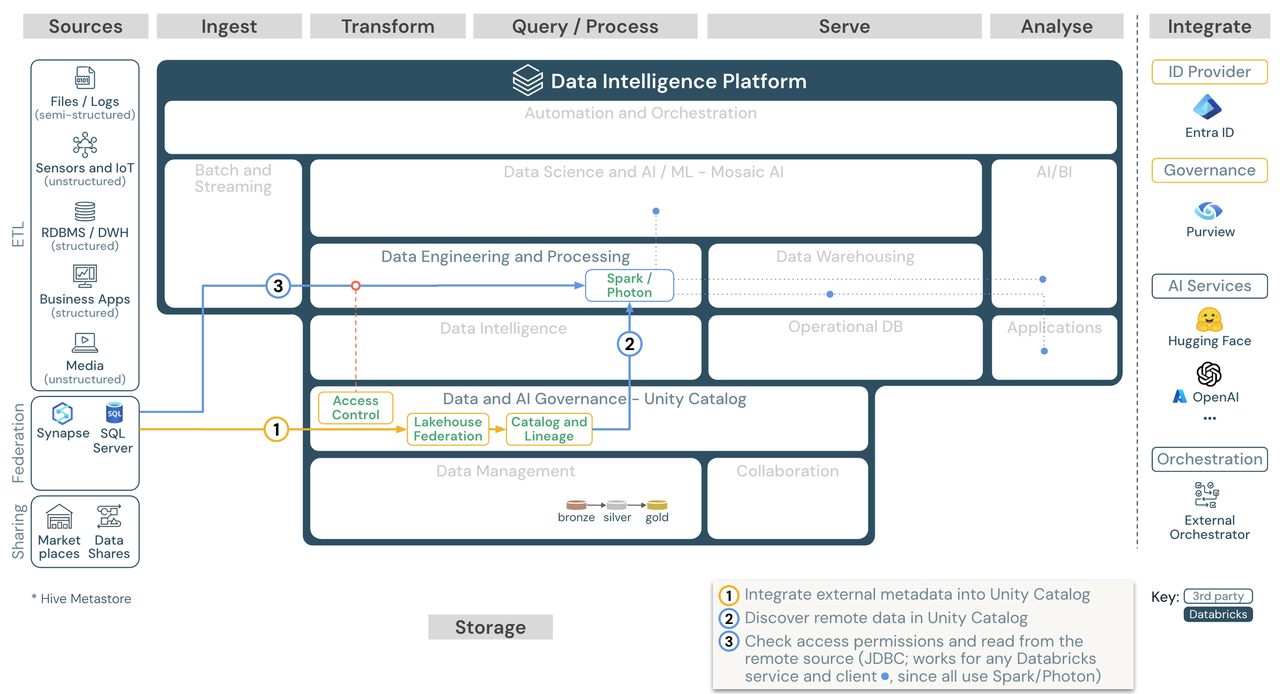 Sources
Ingest
Transform
Query / Process
Serve
Analyse
Integrate
ETL
Files / Logs
(semi-structured)
Sensors and IoT
(unstructured)
RDBMS / DWH
(structured)
Business Apps
(structured)
Media
(unstructured)
Federation
Synapse
SQL
SQL
Server
Sharing
Market
places
Data
Shares
* Hive Metastore
Data Intelligence Platform
Automation and Orchestration
Batch and
Streaming
Data Science and AI / ML - Mosaic AI
AI/BI
Data Engineering and Processing
Spark /
Photon
Data Warehousing
3
Data Intelligence
2
Operational DB
Applications
Data and AI Governance - Unity Catalog
Access
Control
1
Lakehouse
Federation
Catalog and
Lineage
Data Management
bronze
silver
gold
Collaboration
Storage
ID Provider
Entra ID
Governance
Purview
AI Services
Hugging Face
OpenAI
...
Orchestration
External
Orchestrator
1 Integrate external metadata into Unity Catalog
2 Discover remote data in Unity Catalog
3 Check access permissions and read from the
remote source (JDBC; works for any Databricks
service and client •, since all use Spark/Photon)
Key: 3rd party
Databricks